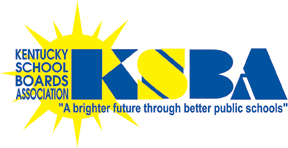 KENTUCKY
SCHOOL
BOARDS
ASSOCIATION
KSBA
"A brighter future through better public schools"